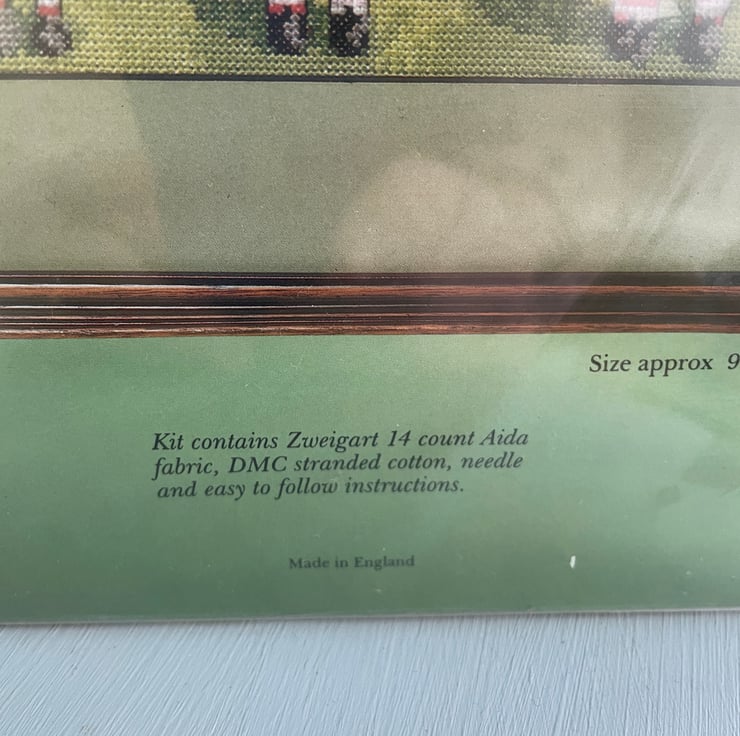 Size approx 9
Kit contains Zweigart 14 count Aida
fabric, DMC stranded cotton, needle
and easy to follow instructions.
Made in England